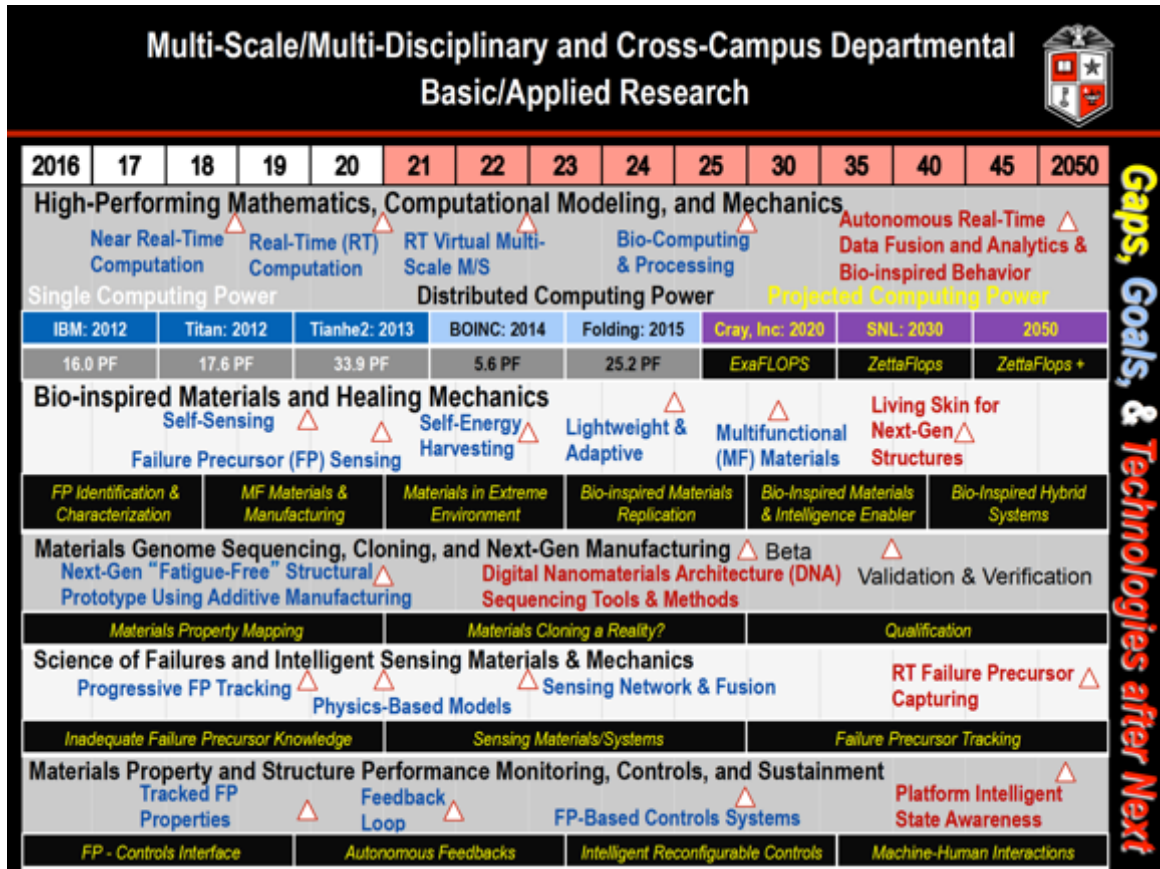 Multi-Scale/Multi-Disciplinary and Cross-Campus Departmental
Basic/Applied Research
2016 17 18 19 20 21 22 23 24 25 30 35 40 45 2050
High-Performing Mathematics, Computational Modeling, and Mechanics
Near Real-Time
Computation
Real-Time (RT)
Computation
RT Virtual Multi-
Scale M/S
Bio-Computing
& Processing
Autonomous Real-Time
Data Fusion and Analytics &
Bio-inspired Behavior
Single Computing Power
Distributed Computing Power
Projected Computing Power
IBM: 2012 Titan: 2012 Tianhe2: 2013 BOINC: 2014 Folding: 2015 Cray, Inc: 2020 SNL: 2030 2050
16.0 PF 17.6 PF 33.9 PF 5.6 PF 25.2 PF ExaFLOPS ZettaFlops ZettaFlops +
Bio-inspired Materials and Healing Mechanics
Self-Sensing
Failure Precursor (FP) Sensing
Self-Energy
Harvesting
Lightweight &
Adaptive
Multifunctional
(MF) Materials
Living Skin for
Next-Gen
Structures
FP Identification &
Characterization
MF Materials &
Manufacturing
Materials in Extreme
Environment
Bio-inspired Materials
Replication
Bio-Inspired Materials
& Intelligence Enabler
Bio-Inspired Hybrid
Systems
Materials Genome Sequencing, Cloning, and Next-Gen Manufacturing
Beta
Next-Gen “Fatigue-Free” Structural
Prototype Using Additive Manufacturing
Digital Nanomaterials Architecture (DNA)
Sequencing Tools & Methods
Validation & Verification
Materials Property Mapping
Materials Cloning a Reality?
Qualification
Science of Failures and Intelligent Sensing Materials & Mechanics
Progressive FP Tracking
Physics-Based Models
Sensing Network & Fusion
RT Failure Precursor
Capturing
Inadequate Failure Precursor Knowledge
Sensing Materials/Systems
Failure Precursor Tracking
Materials Property and Structure Performance Monitoring, Controls, and Sustainment
Tracked FP
Properties
Feedback
Loop
FP-Based Controls Systems
Platform Intelligent
State Awareness
FP - Controls Interface
Autonomous Feedbacks
Intelligent Reconfigurable Controls
Machine-Human Interactions
Gaps, Goals, & Technologies after Next